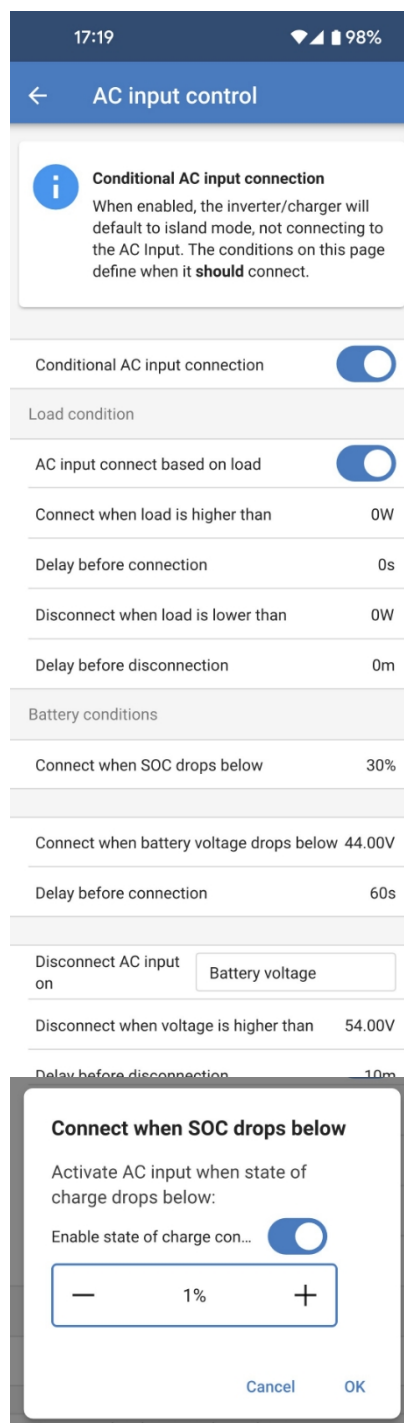 17:19 98%
AC input control
Conditional AC input connection
When enabled, the inverter/charger will
default to island mode, not connecting to
the AC Input. The conditions on this page
define when it should connect.
Conditional AC input connection
Load condition
AC input connect based on load
Connect when load is higher than 0W
Delay before connection 0s
Disconnect when load is lower than 0W
Delay before disconnection 0m
Battery conditions
Connect when SOC drops below 30%
Connect when battery voltage drops below 44.00V
Delay before connection 60s
Disconnect AC input
on Battery voltage
Disconnect when voltage is higher than 54.00V
Delay before disconnection 10m
Connect when SOC drops below
Activate AC input when state of
charge drops below:
Enable state of charge con...
— 1% +
Cancel OK